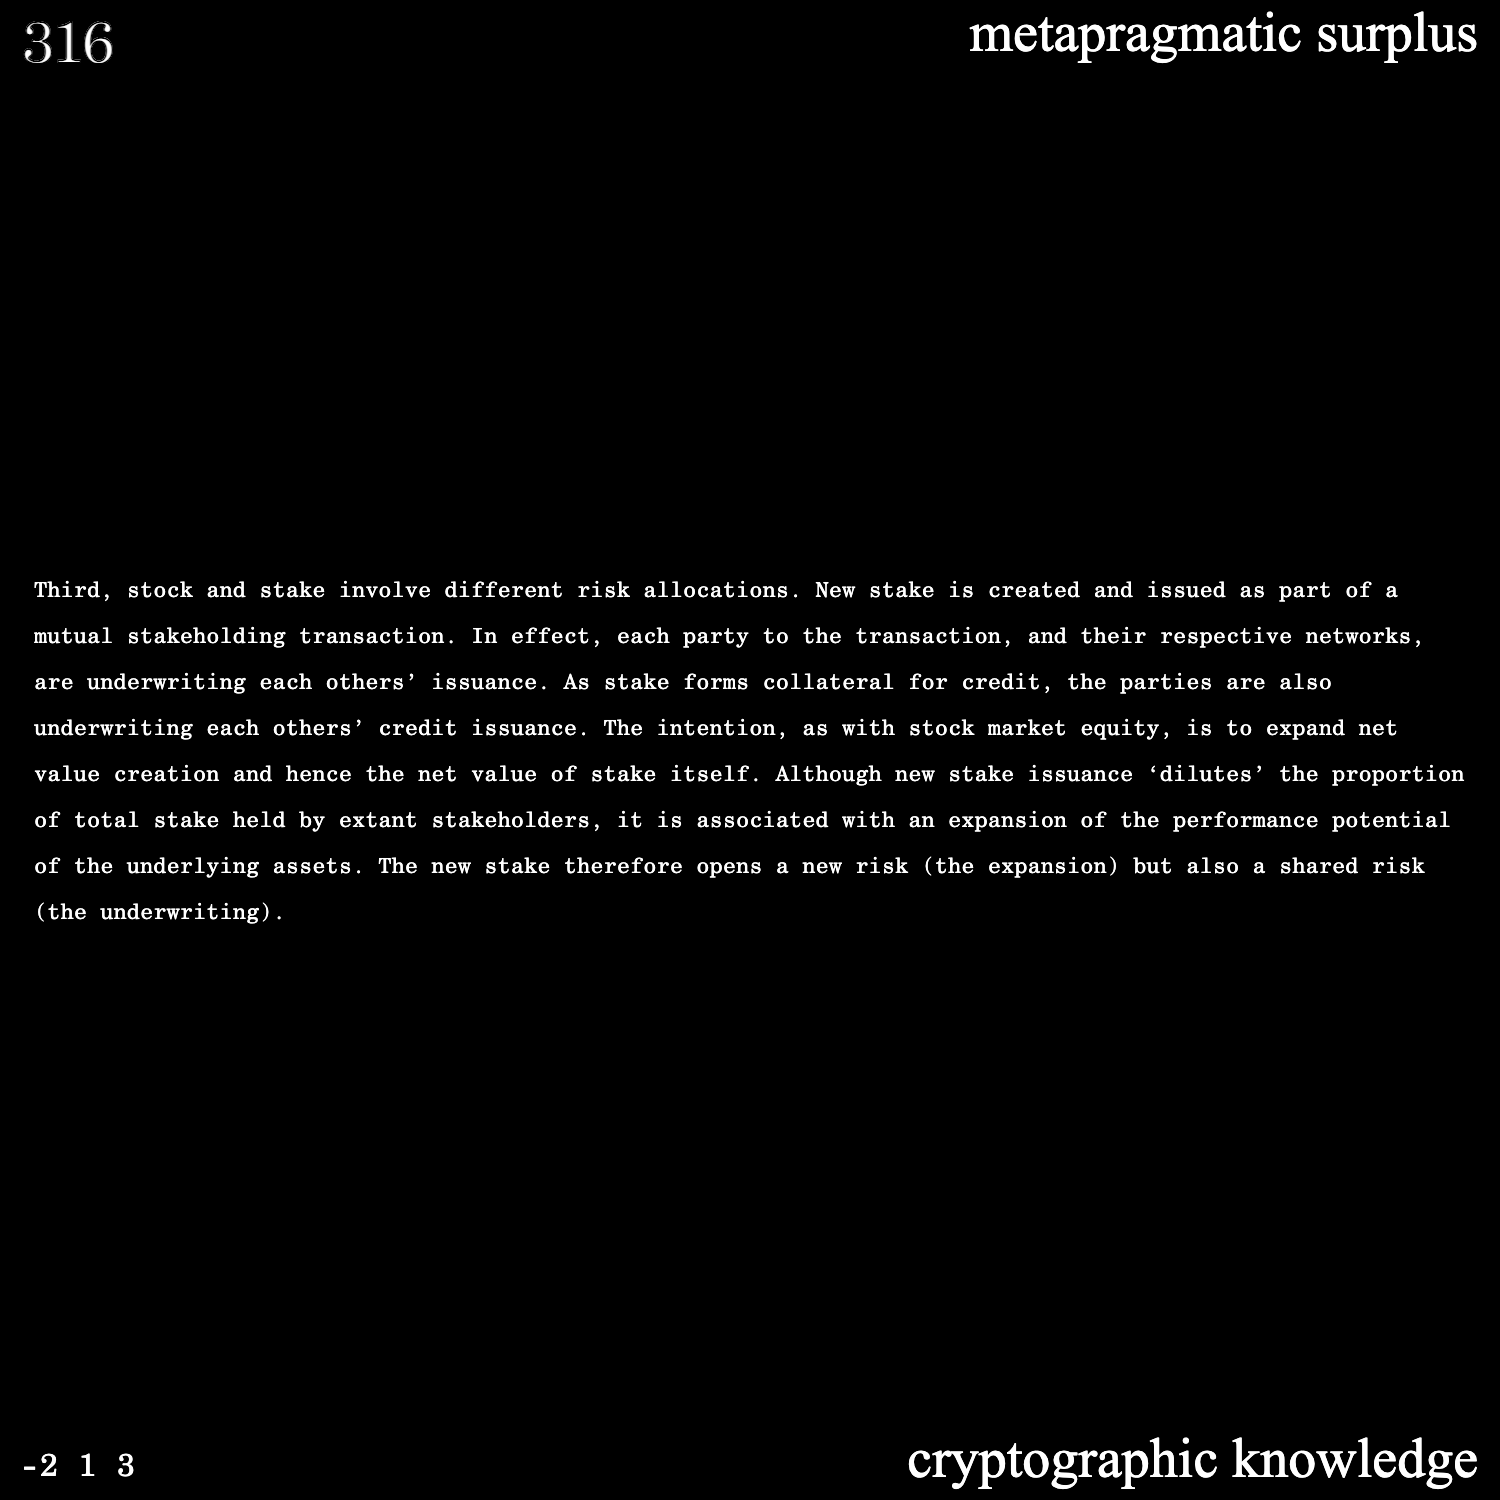 316
metapragmatic surplus
Third, stock and stake involve different risk allocations. New stake is created and issued as part of a
mutual stakeholding transaction. In effect, each party to the transaction, and their respective networks,
are underwriting each others’ issuance. As stake forms collateral for credit, the parties are also
underwriting each others’ credit issuance. The intention, as with stock market equity, is to expand net
value creation and hence the net value of stake itself. Although new stake issuance ‘dilutes’ the proportion
of total stake held by extant stakeholders, it is associated with an expansion of the performance potential
of the underlying assets. The new stake therefore opens a new risk (the expansion) but also a shared risk
(the underwriting).
-2 1 3
cryptographic knowledge